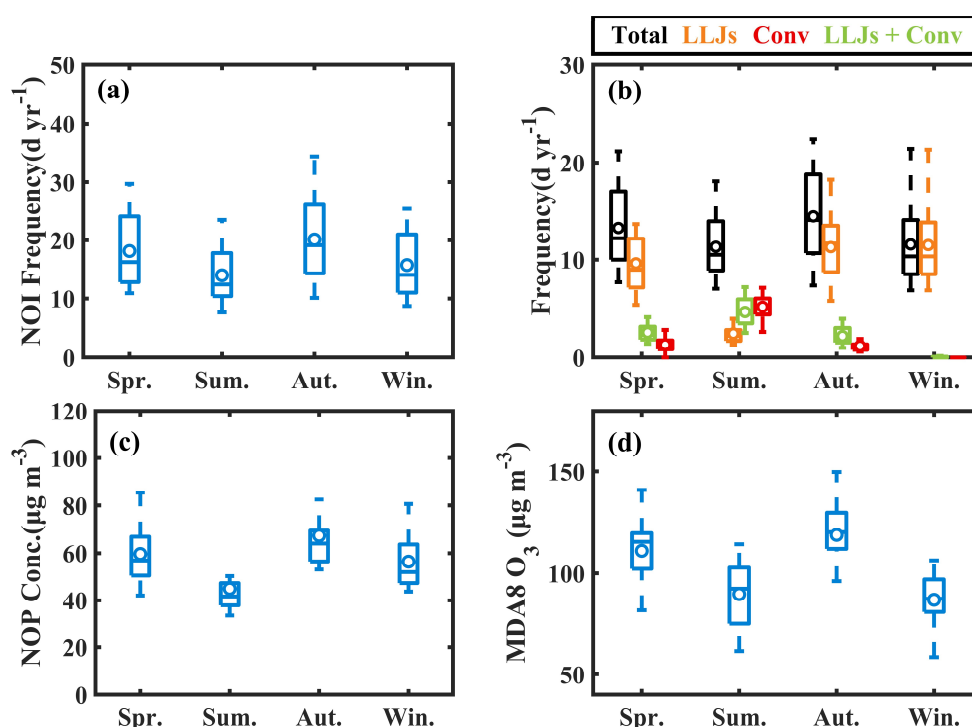 Total LLJs Conv LLJs + Conv
(a)
NOI Frequency(d yr⁻¹)
50
40
30
20
10
0
Spr. Sum. Aut. Win.
(b)
Frequency(d yr⁻¹)
30
20
10
0
Spr. Sum. Aut. Win.
(c)
NOP Conc.(μg m⁻³)
120
100
80
60
40
20
0
Spr. Sum. Aut. Win.
(d)
MDA8 O₃ (μg m⁻³)
150
100
50
Spr. Sum. Aut. Win.